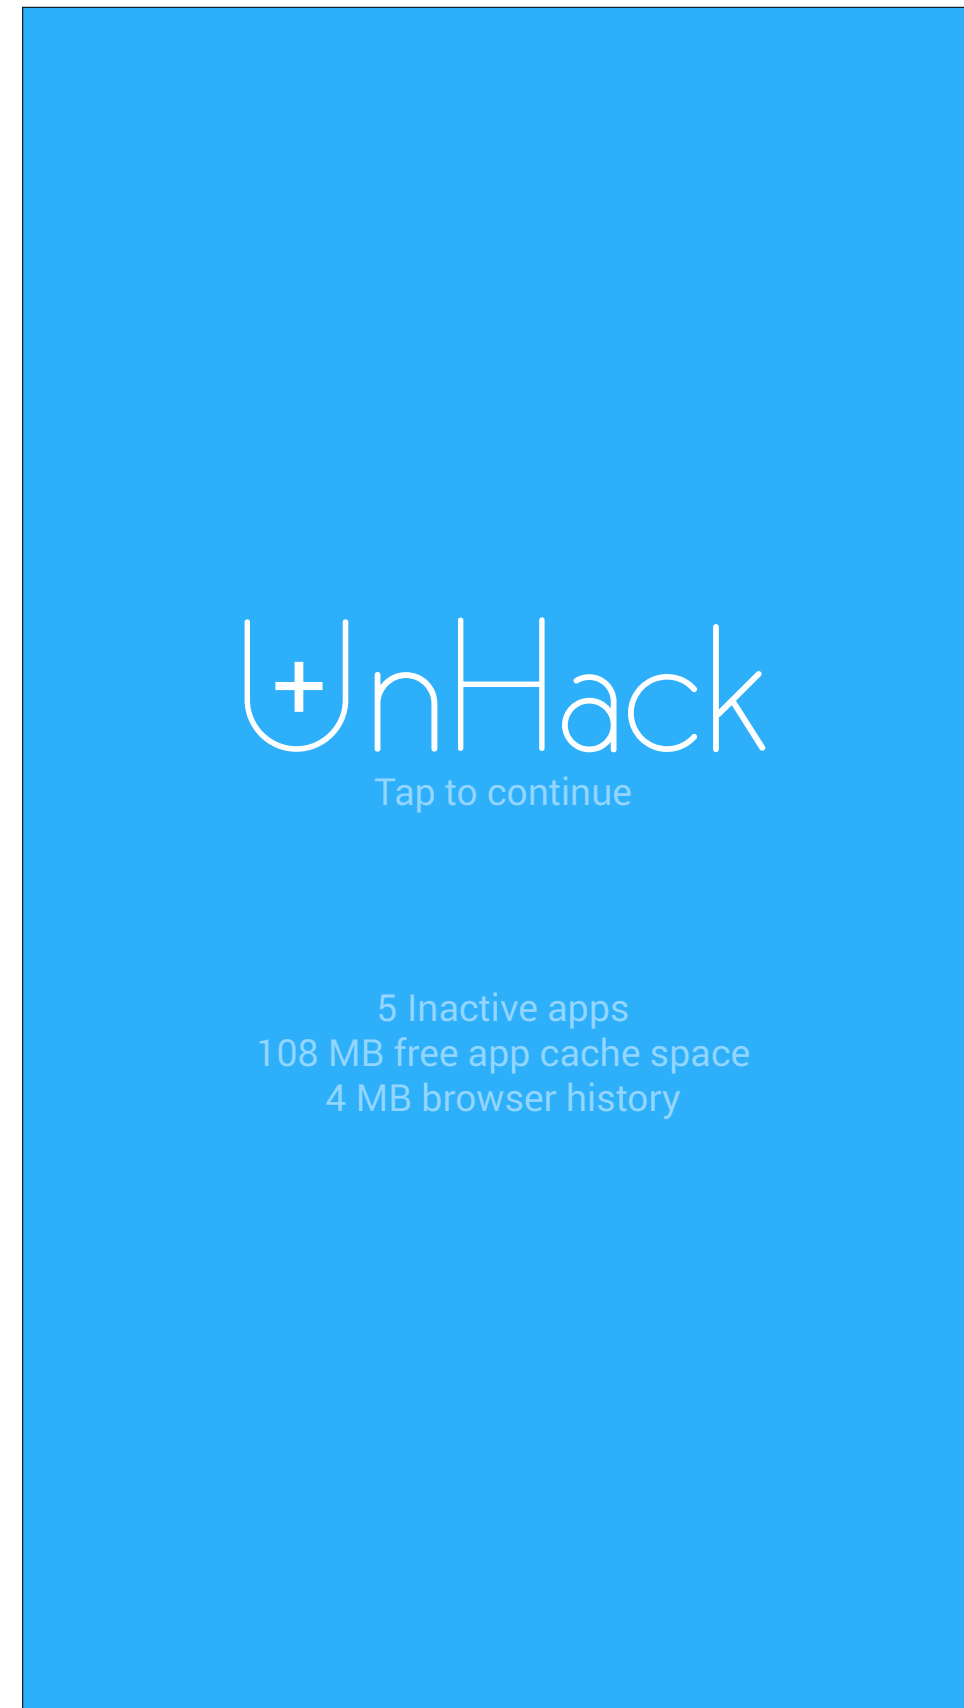 UnHack
Tap to continue
5 Inactive apps
108 MB free app cache space
4 MB browser history